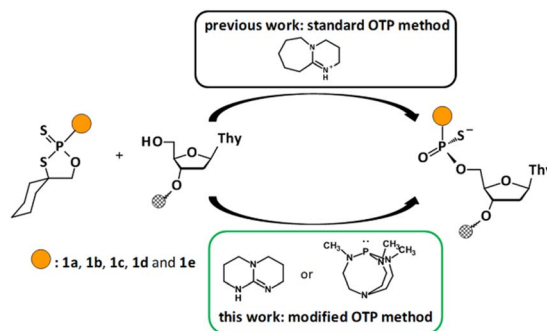 previous work: standard OTP method
N
N+
H
S
P
S
O
+
HO
O
Thy
O
O
P
S−
O
O
Thy
O
: 1a, 1b, 1c, 1d and 1e
N
N
N
H
or
CH3
N
P
N
CH3
N
CH3
N
this work: modified OTP method